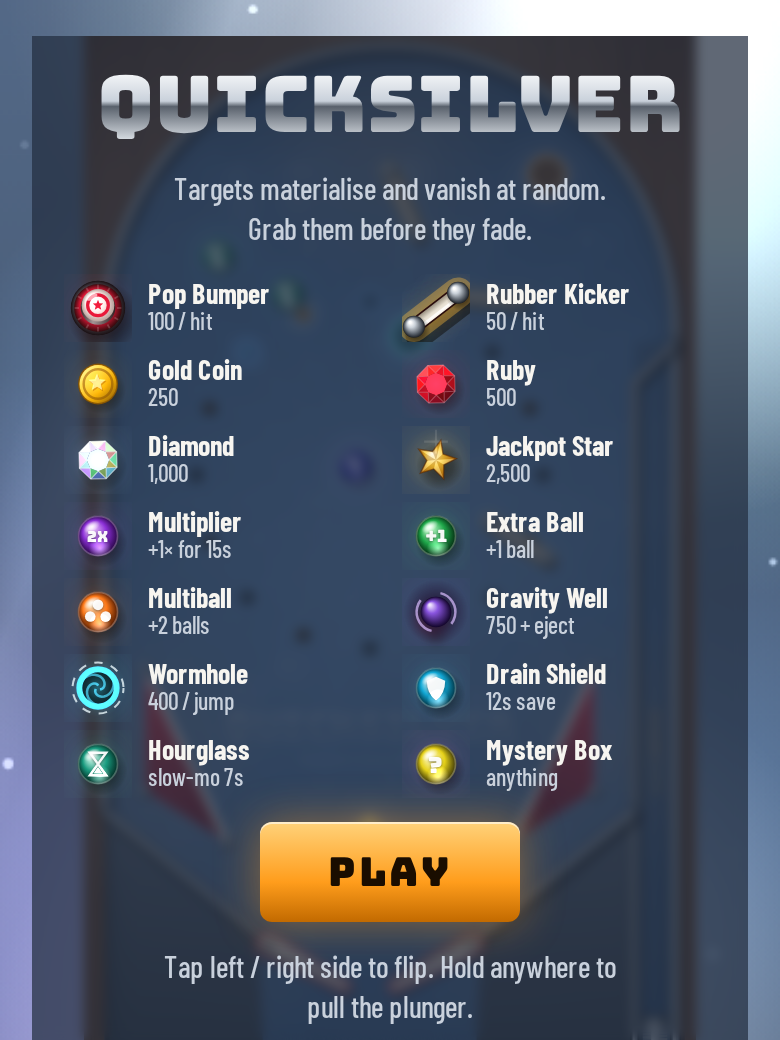 QUICKSILVER
Targets materialise and vanish at random.
Grab them before they fade.
Pop Bumper
100 / hit
Rubber Kicker
50 / hit
Gold Coin
250
Ruby
500
Diamond
1,000
Jackpot Star
2,500
2X
Multiplier
+1× for 15s
+1
Extra Ball
+1 ball
Multiball
+2 balls
Gravity Well
750 + eject
Wormhole
400 / jump
Drain Shield
12s save
Hourglass
slow-mo 7s
?
Mystery Box
anything
PLAY
Tap left / right side to flip. Hold anywhere to
pull the plunger.